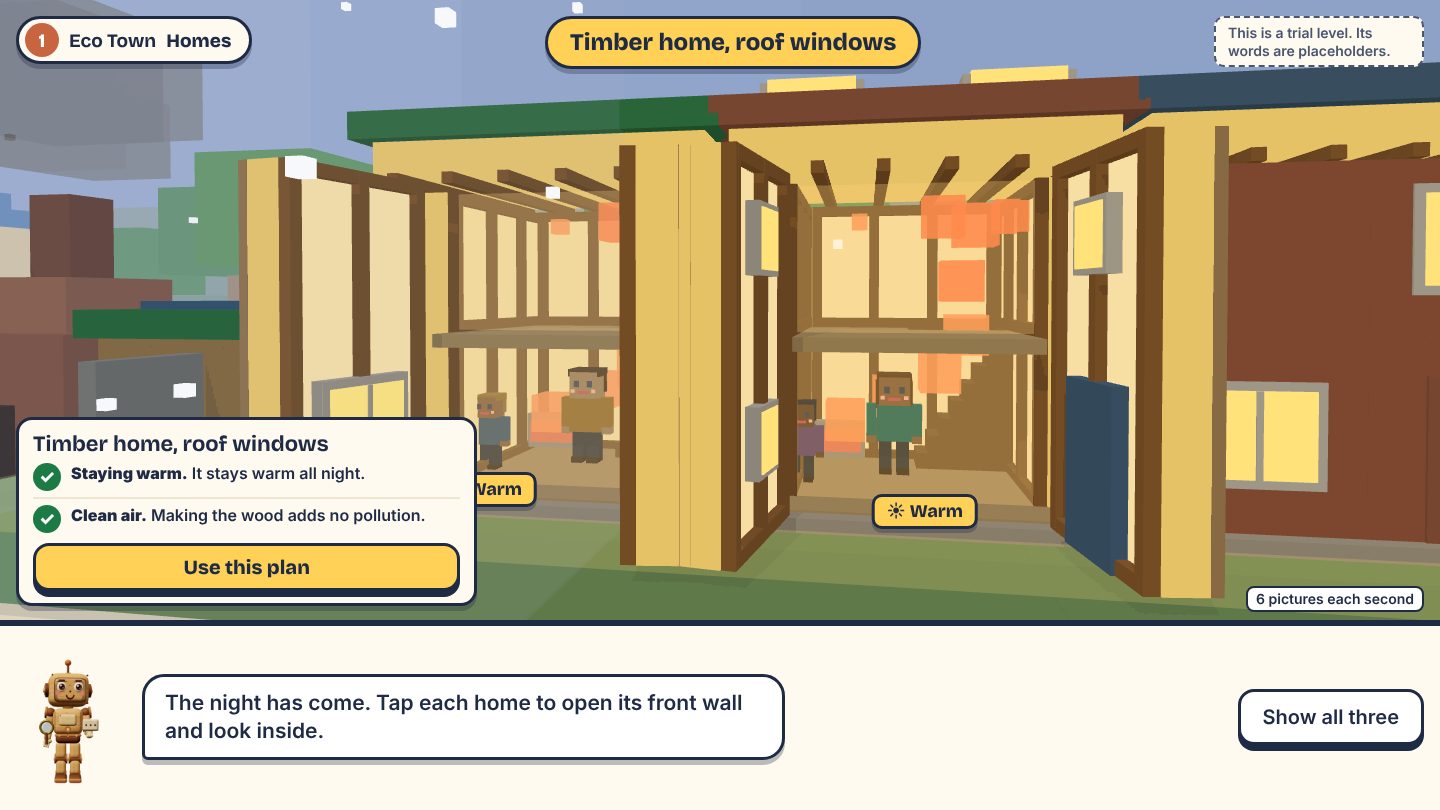 1 Eco Town Homes
Timber home, roof windows
This is a trial level. Its
words are placeholders.
Timber home, roof windows
Staying warm. It stays warm all night.
Clean air. Making the wood adds no pollution.
Use this plan
Warm
Warm
6 pictures each second
The night has come. Tap each home to open its front wall
and look inside.
Show all three